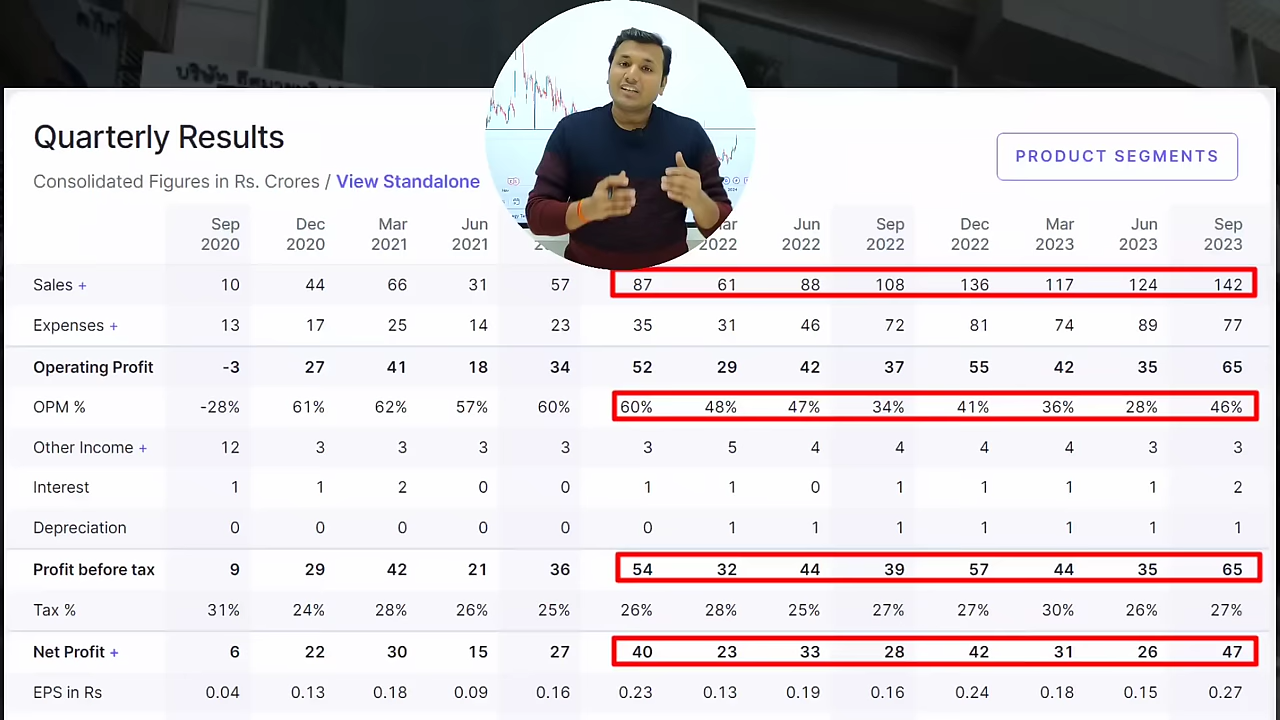 บริษัท
Quarterly Results
PRODUCT SEGMENTS
Consolidated Figures in Rs. Crores / View Standalone
Sep 2020 Dec 2020 Mar 2021 Jun 2021 2022 Jun 2022 Sep 2022 Dec 2022 Mar 2023 Jun 2023 Sep 2023
Sales + 10 44 66 31 57 87 61 88 108 136 117 124 142
Expenses + 13 17 25 14 23 35 31 46 72 81 74 89 77
Operating Profit -3 27 41 18 34 52 29 42 37 55 42 35 65
OPM % -28% 61% 62% 57% 60% 60% 48% 47% 34% 41% 36% 28% 46%
Other Income + 12 3 3 3 3 3 5 4 4 4 4 3 3
Interest 1 1 2 0 0 1 1 0 1 1 1 1 2
Depreciation 0 0 0 0 0 0 1 1 1 1 1 1 1
Profit before tax 9 29 42 21 36 54 32 44 39 57 44 35 65
Tax % 31% 24% 28% 26% 25% 26% 28% 25% 27% 27% 30% 26% 27%
Net Profit + 6 22 30 15 27 40 23 33 28 42 31 26 47
EPS in Rs 0.04 0.13 0.18 0.09 0.16 0.23 0.13 0.19 0.16 0.24 0.18 0.15 0.27